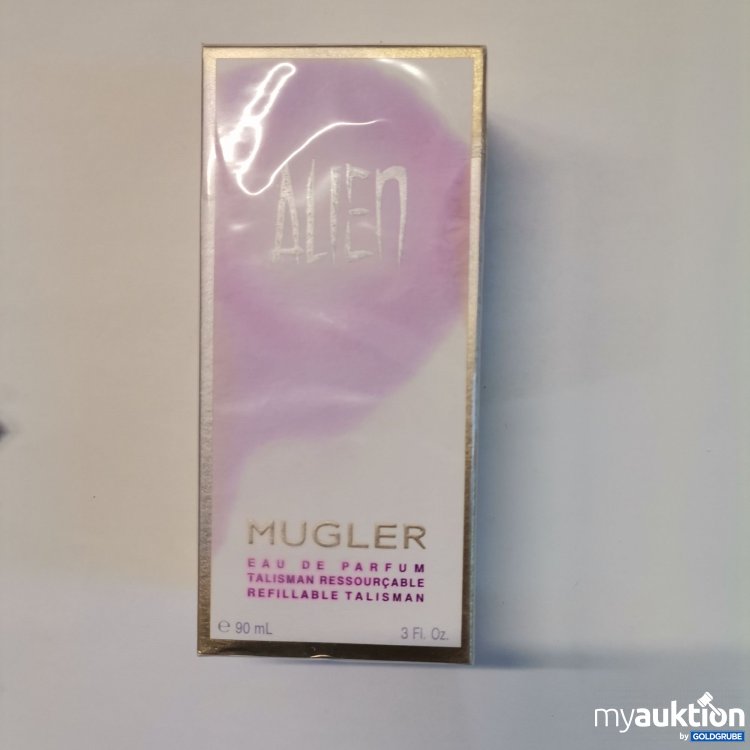 ALIEN
MUGLER
EAU DE PARFUM
TALISMAN RESSOURÇABLE
REFILLABLE TALISMAN
℮ 90 mL 3 Fl. Oz.
myauktion
by GOLDGRUBE